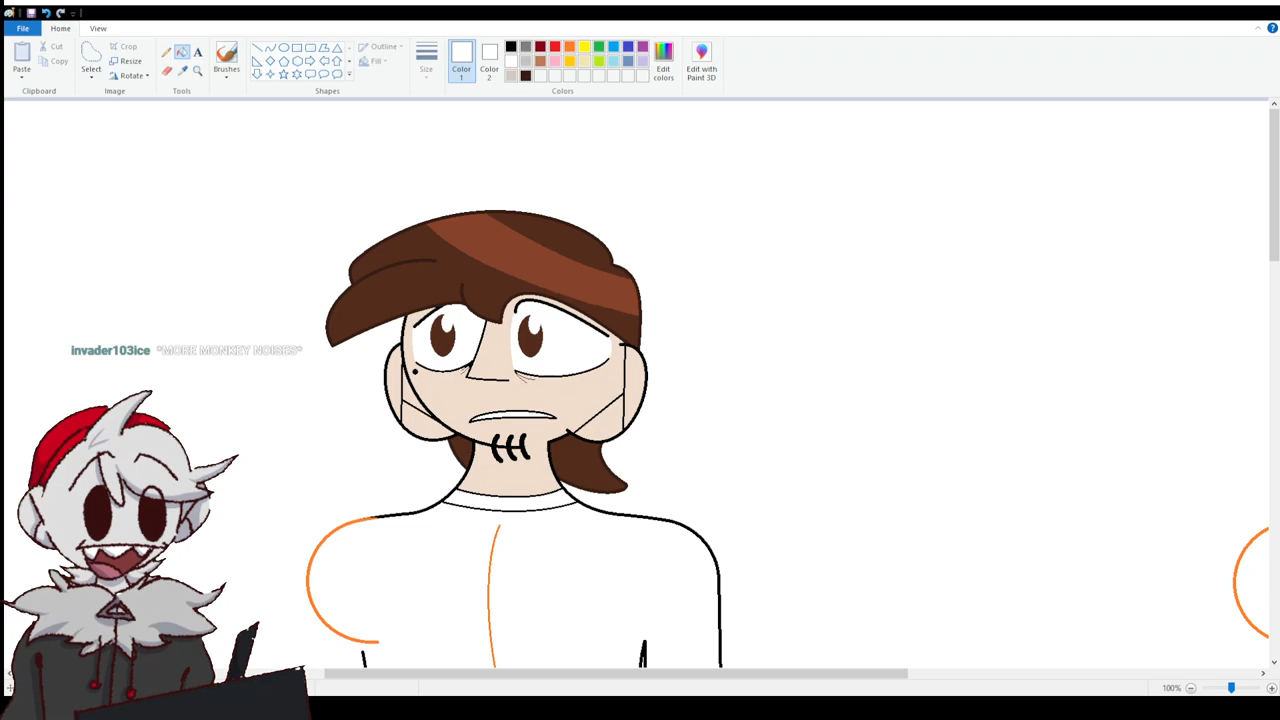 File Home View
Cut
Copy
Paste
Clipboard
Select
Crop
Resize
Rotate
Image
Tools
A
Brushes
Shapes
Outline
Fill
Size
Color
1
Color
2
Edit
colors
Colors
Edit with
Paint 3D
invader103ice *MORE MONKEY NOISES*
100%